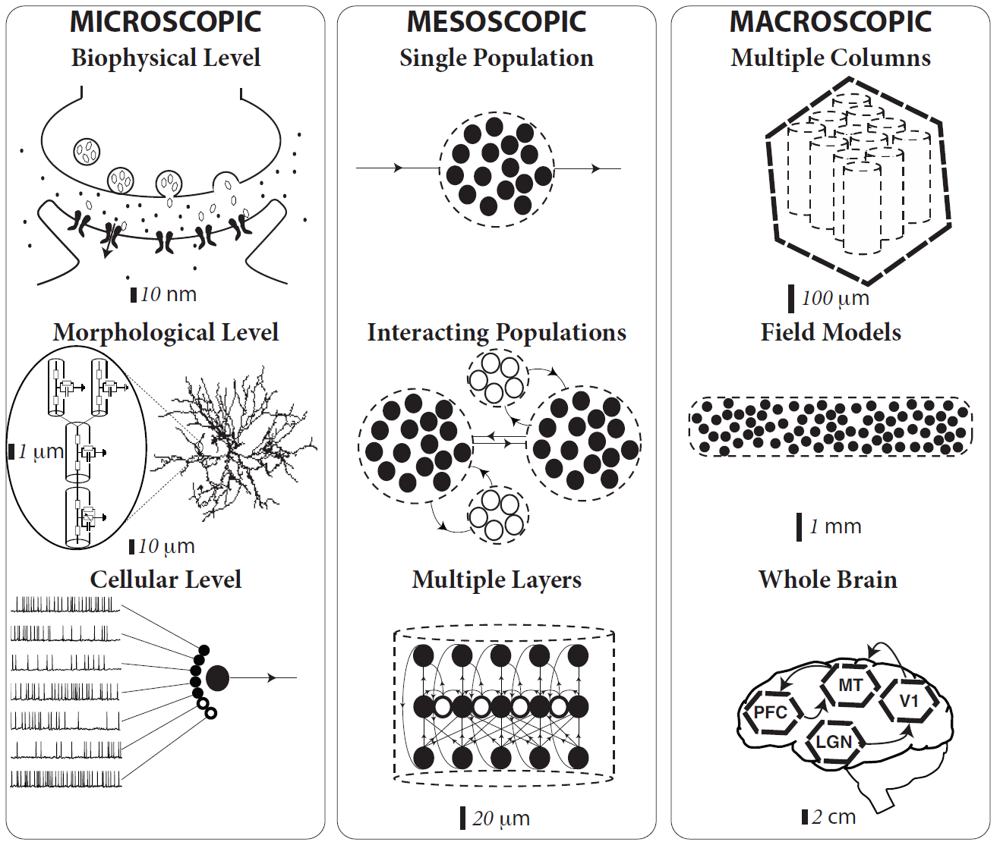 MICROSCOPIC
Biophysical Level
10 nm
Morphological Level
1 μm
10 μm
Cellular Level
MESOSCOPIC
Single Population
Interacting Populations
Multiple Layers
20 μm
MACROSCOPIC
Multiple Columns
100 μm
Field Models
1 mm
Whole Brain
MT
V1
PFC
LGN
2 cm